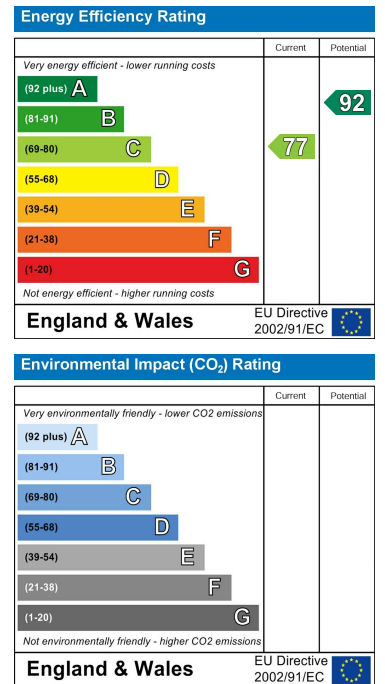 Energy Efficiency Rating
Current Potential
Very energy efficient - lower running costs
(92 plus) A
92
(81-91) B
(69-80) C
77
(55-68) D
(39-54) E
(21-38) F
(1-20) G
Not energy efficient - higher running costs
England & Wales
EU Directive
2002/91/EC
Environmental Impact (CO₂) Rating
Current Potential
Very environmentally friendly - lower CO2 emissions
(92 plus) A
(81-91) B
(69-80) C
(55-68) D
(39-54) E
(21-38) F
(1-20) G
Not environmentally friendly - higher CO2 emissions
England & Wales
EU Directive
2002/91/EC